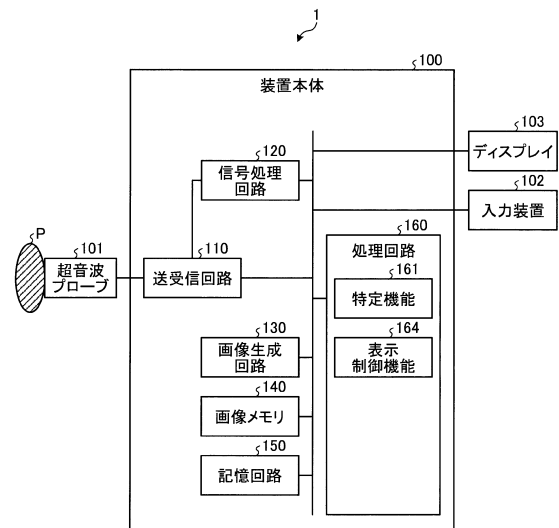 1
100
装置本体
103
ディスプレイ
120
信号処理
回路
102
入力装置
P
101
超音波
プローブ
110
送受信回路
160
処理回路
161
特定機能
130
画像生成
回路
164
表示
制御機能
140
画像メモリ
150
記憶回路